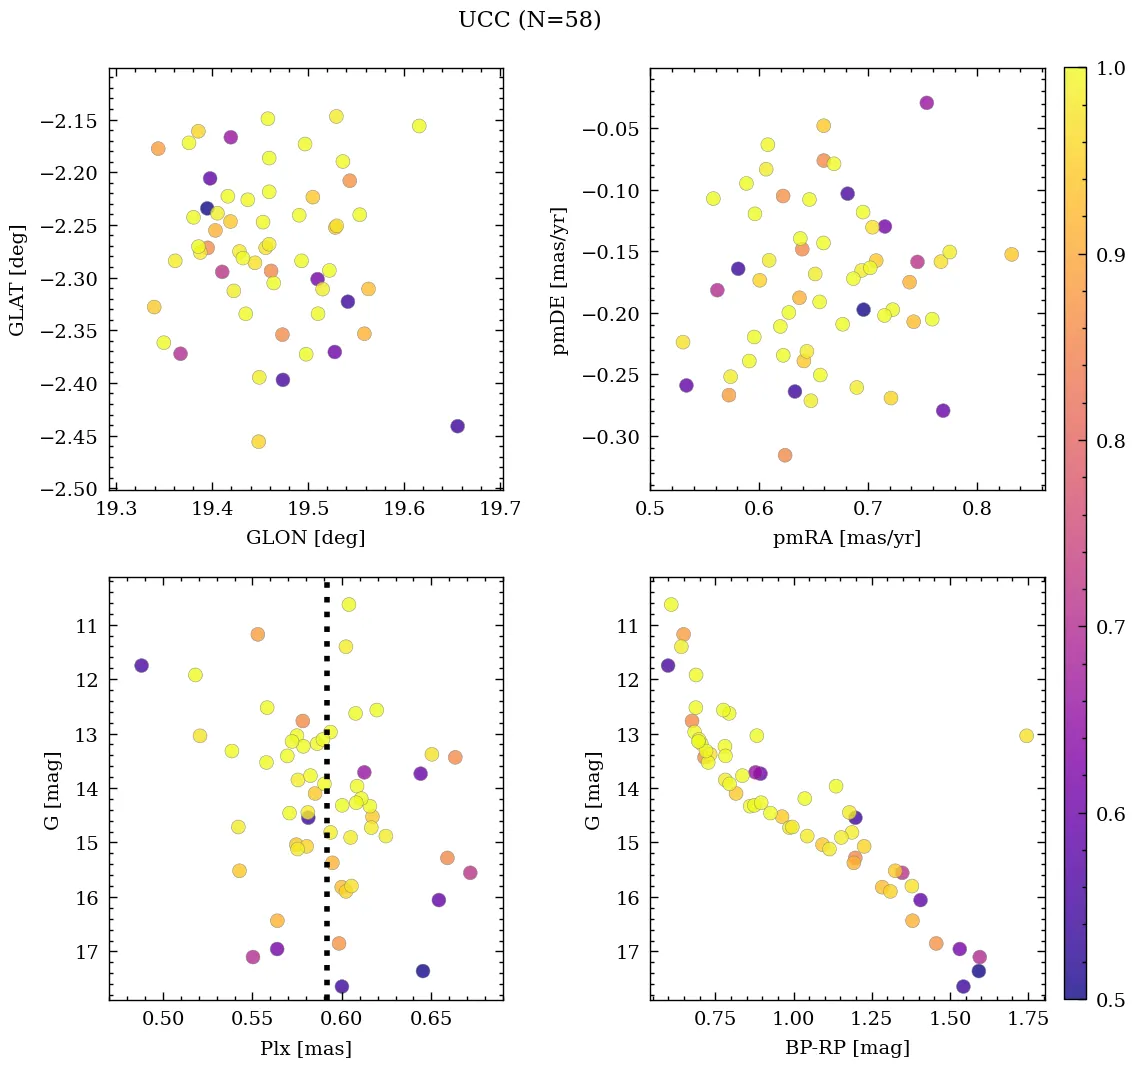 UCC (N=58)
−2.15
−2.20
−2.25
−2.30
−2.35
−2.40
−2.45
−2.50
GLAT [deg]
19.3 19.4 19.5 19.6 19.7
GLON [deg]
−0.05
−0.10
−0.15
−0.20
−0.25
−0.30
pmDE [mas/yr]
0.5 0.6 0.7 0.8
pmRA [mas/yr]
11
12
13
14
15
16
17
G [mag]
0.50 0.55 0.60 0.65
Plx [mas]
11
12
13
14
15
16
17
G [mag]
0.75 1.00 1.25 1.50 1.75
BP-RP [mag]
1.0
0.9
0.8
0.7
0.6
0.5